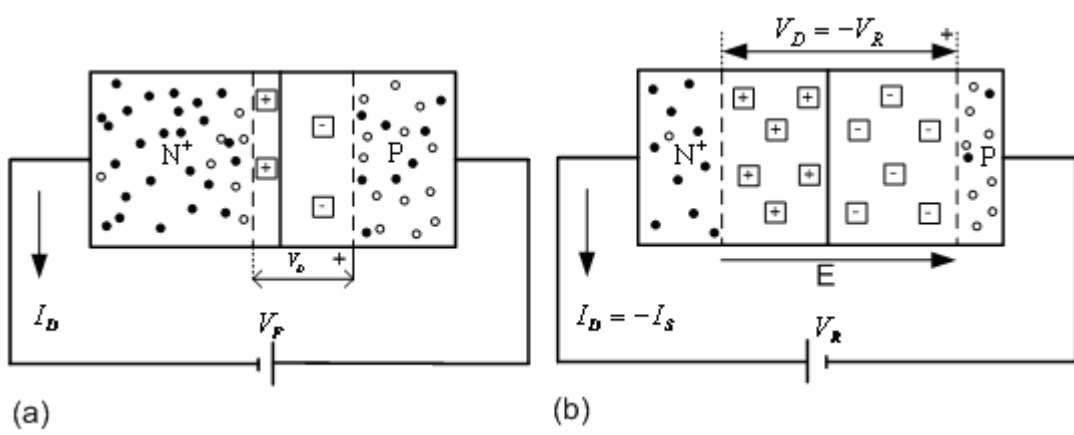 N⁺ P
+ + - -
V_D +
I_D
V_F
(a)
V_D = -V_R +
N⁺ P
+ + + + + + + - - - - - - -
E
I_D = -I_S
V_R
(b)